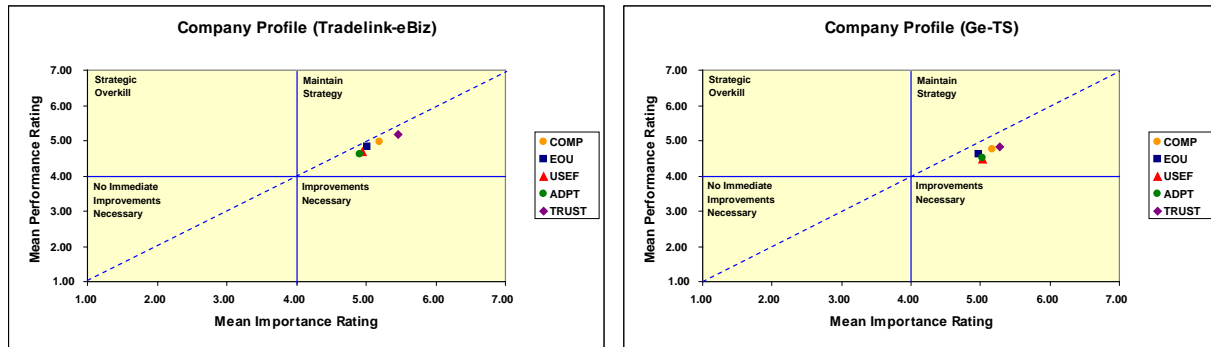 Company Profile (Tradelink-eBiz)
Mean Performance Rating
7.00
6.00
5.00
4.00
3.00
2.00
1.00
Strategic
Overkill
Maintain
Strategy
No Immediate
Improvements
Necessary
Improvements
Necessary
1.00
2.00
3.00
4.00
5.00
6.00
7.00
Mean Importance Rating
COMP
EOU
USEF
ADPT
TRUST
Company Profile (Ge-TS)
Mean Performance Rating
7.00
6.00
5.00
4.00
3.00
2.00
1.00
Strategic
Overkill
Maintain
Strategy
No Immediate
Improvements
Necessary
Improvements
Necessary
1.00
2.00
3.00
4.00
5.00
6.00
7.00
Mean Importance Rating
COMP
EOU
USEF
ADPT
TRUST